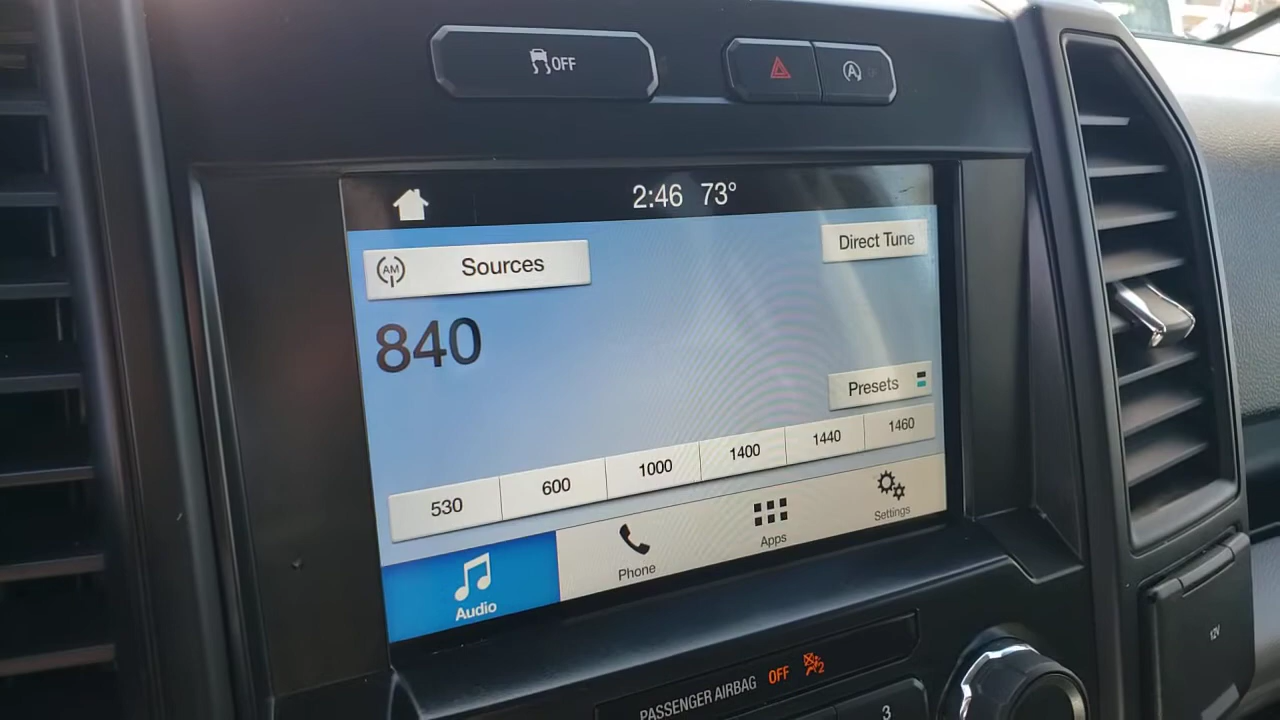 OFF
2:46 73°
AM
Sources
Direct Tune
840
Presets
530 600 1000 1400 1440 1460
Audio
Phone
Apps
Settings
PASSENGER AIRBAG OFF 2
3
12V